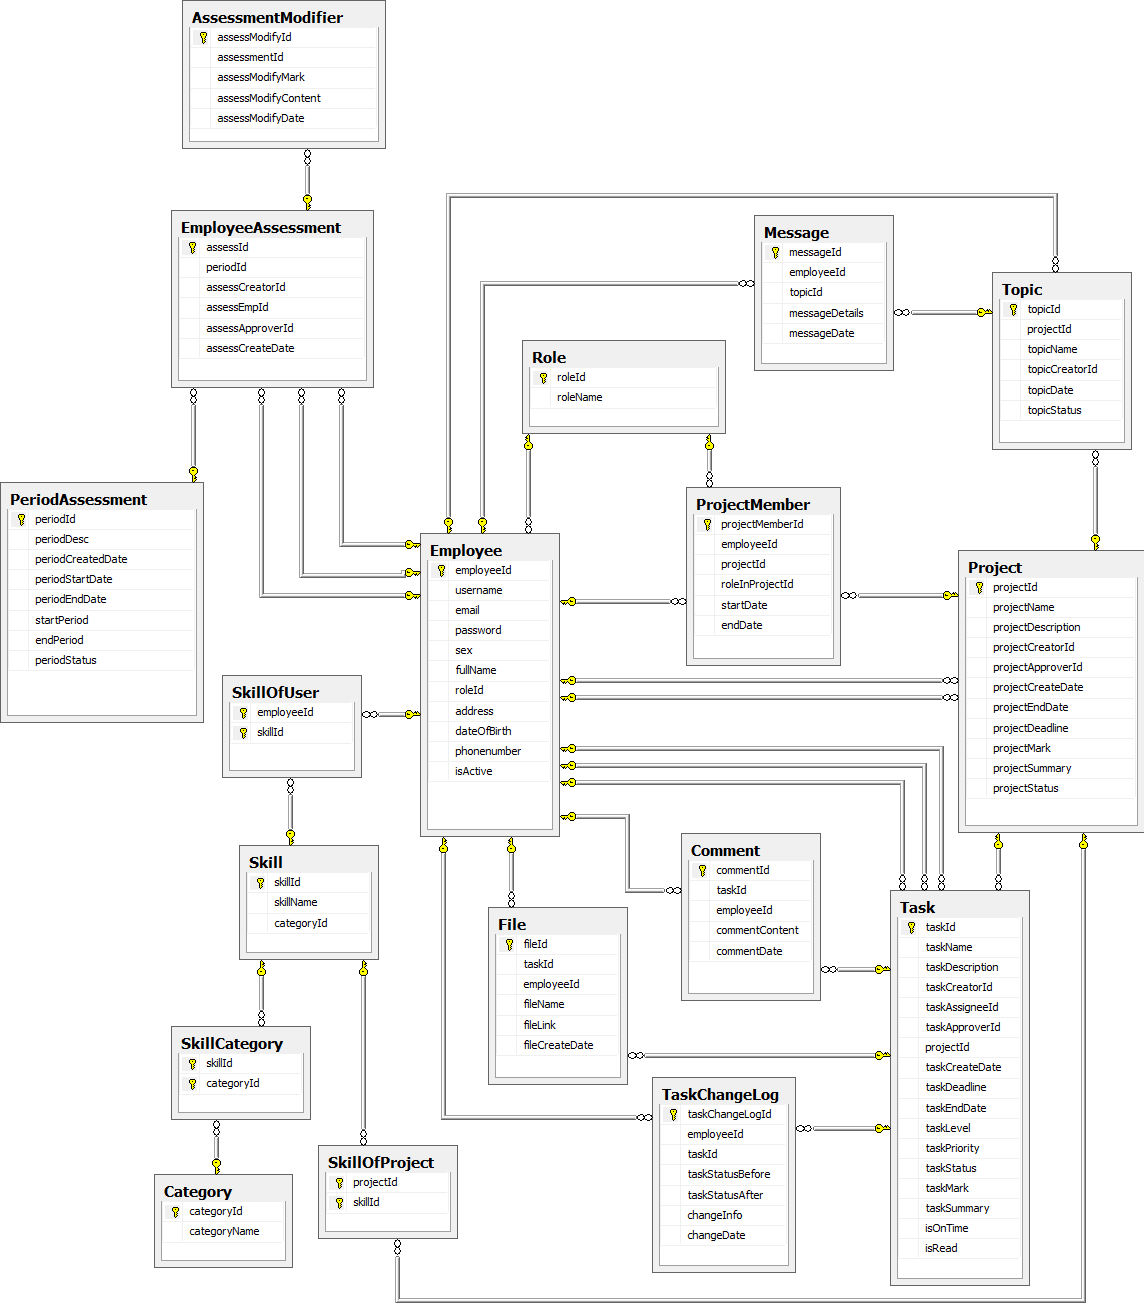 AssessmentModifier
assessModifyId
assessmentId
assessModifyMark
assessModifyContent
assessModifyDate
EmployeeAssessment
assessId
periodId
assessCreatorId
assessEmpId
assessApproverId
assessCreateDate
Message
messageId
employeeId
topicId
messageDetails
messageDate
Topic
topicId
projectId
topicName
topicCreatorId
topicDate
topicStatus
Role
roleId
roleName
PeriodAssessment
periodId
periodDesc
periodCreatedDate
periodStartDate
periodEndDate
startPeriod
endPeriod
periodStatus
ProjectMember
projectMemberId
employeeId
projectId
roleInProjectId
startDate
endDate
Employee
employeeId
username
email
password
sex
fullName
roleId
address
dateOfBirth
phonenumber
isActive
Project
projectId
projectName
projectDescription
projectCreatorId
projectApproverId
projectCreateDate
projectEndDate
projectDeadline
projectMark
projectSummary
projectStatus
SkillOfUser
employeeId
skillId
Skill
skillId
skillName
categoryId
Comment
commentId
taskId
employeeId
commentContent
commentDate
File
fileId
taskId
employeeId
fileName
fileLink
fileCreateDate
Task
taskId
taskName
taskDescription
taskCreatorId
taskAssigneeId
taskApproverId
projectId
taskCreateDate
taskDeadline
taskEndDate
taskLevel
taskPriority
taskStatus
taskMark
taskSummary
isOnTime
isRead
SkillCategory
skillId
categoryId
TaskChangeLog
taskChangeLogId
employeeId
taskId
taskStatusBefore
taskStatusAfter
changeInfo
changeDate
SkillOfProject
projectId
skillId
Category
categoryId
categoryName